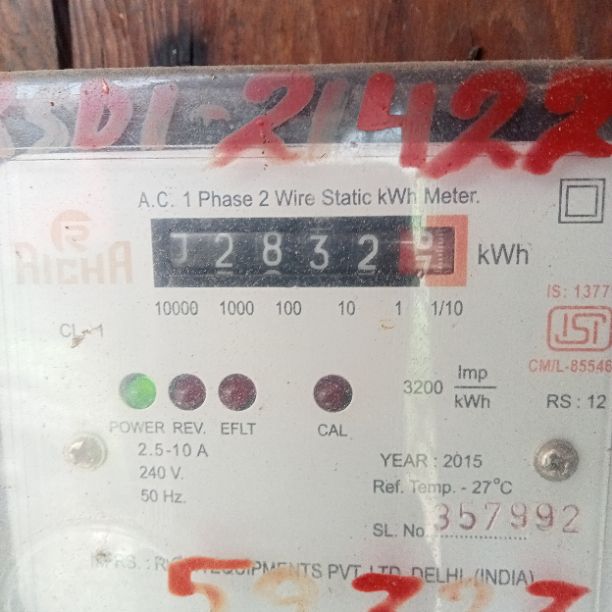 SDI-21422
A.C. 1 Phase 2 Wire Static kWh Meter.
RICHA
2832
kWh
10000 1000 100 10 1 1/10
IS: 1377
CL-1
CM/L-85546
3200 Imp/kWh
RS : 12
POWER REV. EFLT CAL
2.5-10 A
240 V.
50 Hz.
YEAR : 2015
Ref. Temp. - 27°C
SL. No. 357992
EQUIPMENTS PVT. LTD. DELHI, (INDIA)